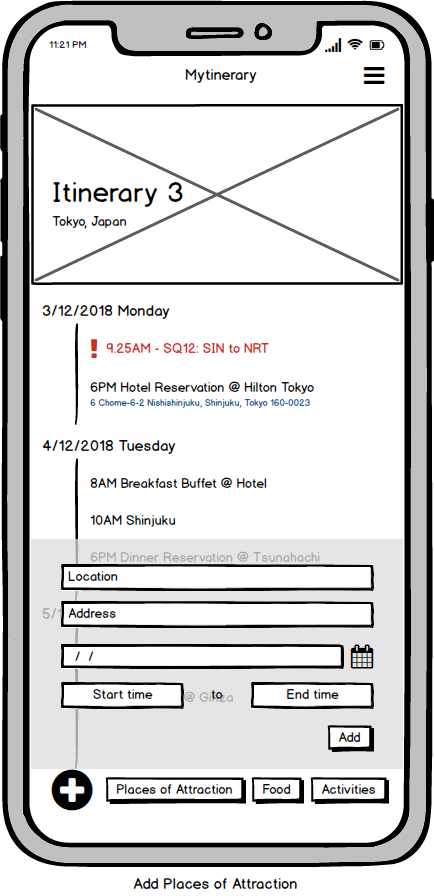 11:21 PM
Mytinerary
Itinerary 3
Tokyo, Japan
3/12/2018 Monday
9.25AM - SQ12: SIN to NRT
6PM Hotel Reservation @ Hilton Tokyo
6 Chome-6-2 Nishishinjuku, Shinjuku, Tokyo 160-0023
4/12/2018 Tuesday
8AM Breakfast Buffet @ Hotel
10AM Shinjuku
6PM Dinner Reservation @ Tsunahachi
Location
5/1
Address
/ /
Start time
to
End time
@ Ginza
Add
Places of Attraction
Food
Activities
Add Places of Attraction